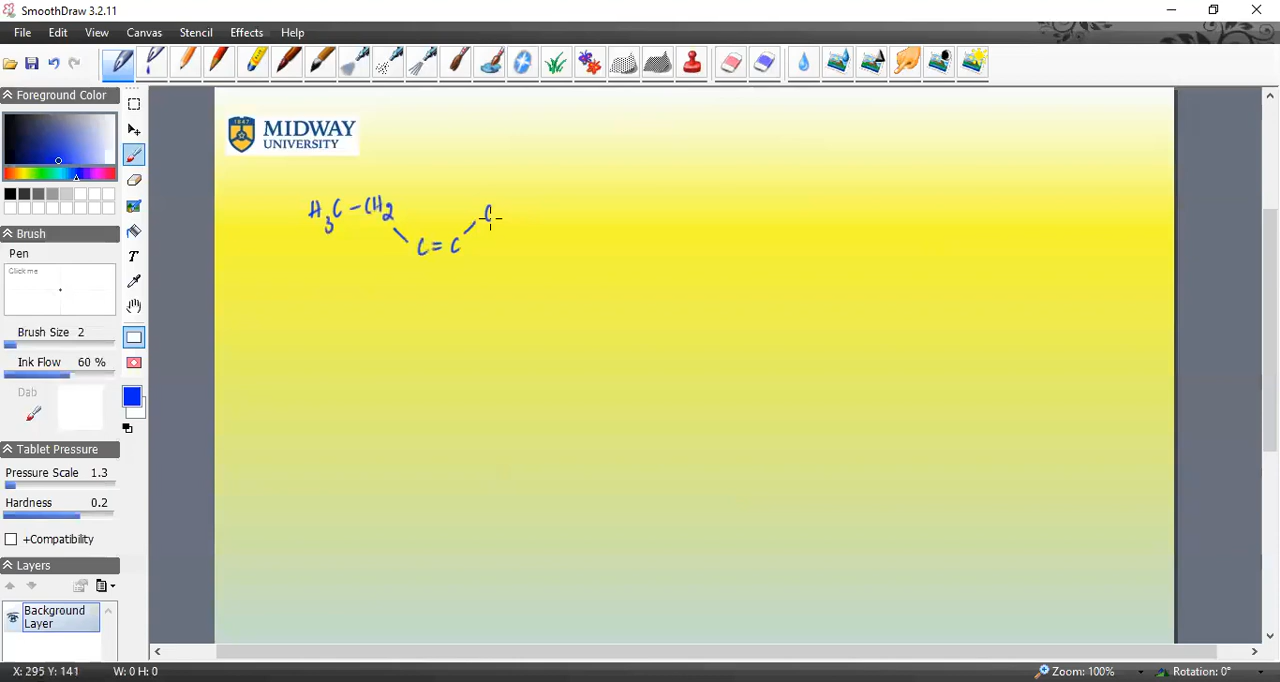 SmoothDraw 3.2.11
File Edit View Canvas Stencil Effects Help
Foreground Color
Brush
Pen
Click me
Brush Size 2
Ink Flow 60 %
Dab
Tablet Pressure
Pressure Scale 1.3
Hardness 0.2
+Compatibility
Layers
Background
Layer
1847
MIDWAY
UNIVERSITY
H3C-CH2 C
C=C
X: 295 Y: 141 W: 0 H: 0 Zoom: 100% Rotation: 0°